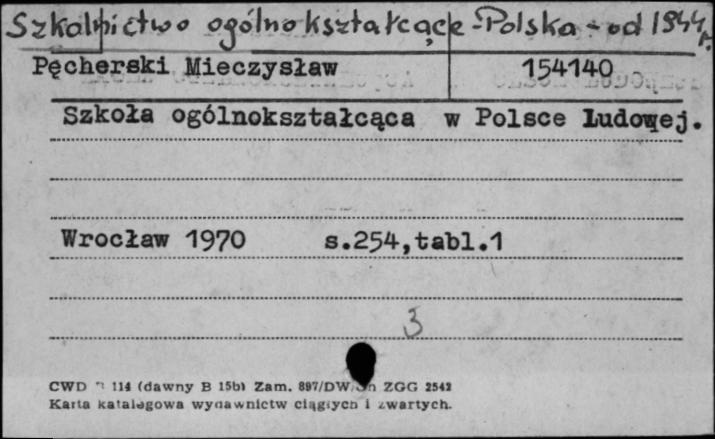 Szkolnictwo ogólnokształcące - Polska - od 1944 r.
Pęcherski Mieczysław 154140
Szkoła ogólnokształcąca w Polsce Ludowej.
Wrocław 1970 s.254,tabl.1
3
CWD 114 (dawny B 15b) Zam. 897/DW ZGG 2542
Karta katalogowa wydawnictw ciągłych i zwartych.